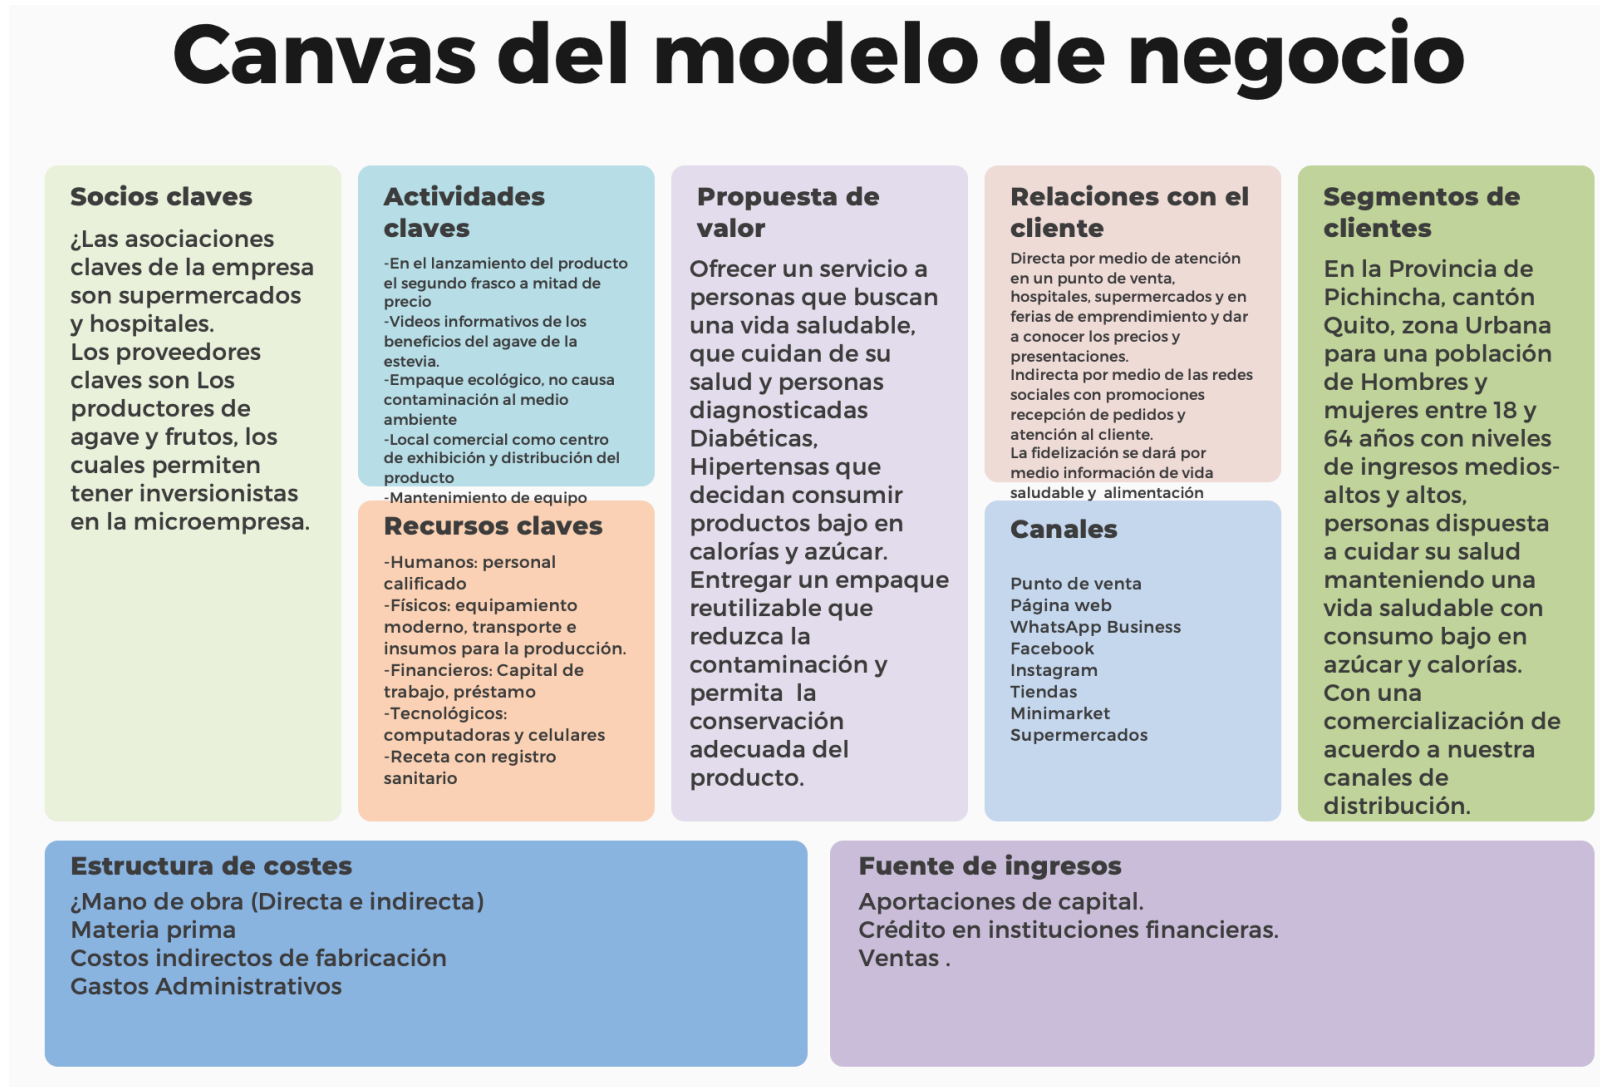 Canvas del modelo de negocio
Socios claves
¿Las asociaciones
claves de la empresa
son supermercados
y hospitales.
Los proveedores
claves son Los
productores de
agave y frutos, los
cuales permiten
tener inversionistas
en la microempresa.
Actividades
claves
-En el lanzamiento del producto
el segundo frasco a mitad de
precio
-Videos informativos de los
beneficios del agave de la
estevia.
-Empaque ecológico, no causa
contaminación al medio
ambiente
-Local comercial como centro
de exhibición y distribución del
producto
-Mantenimiento de equipo
Recursos claves
-Humanos: personal
calificado
-Físicos: equipamiento
moderno, transporte e
insumos para la producción.
-Financieros: Capital de
trabajo, préstamo
-Tecnológicos:
computadoras y celulares
-Receta con registro
sanitario
Propuesta de
valor
Ofrecer un servicio a
personas que buscan
una vida saludable,
que cuidan de su
salud y personas
diagnosticadas
Diabéticas,
Hipertensas que
decidan consumir
productos bajo en
calorías y azúcar.
Entregar un empaque
reutilizable que
reduzca la
contaminación y
permita  la
conservación
adecuada del
producto.
Relaciones con el
cliente
Directa por medio de atención
en un punto de venta,
hospitales, supermercados y en
ferias de emprendimiento y dar
a conocer los precios y
presentaciones.
Indirecta por medio de las redes
sociales con promociones
recepción de pedidos y
atención al cliente.
La fidelización se dará por
medio información de vida
saludable y  alimentación
Canales
Punto de venta
Página web
WhatsApp Business
Facebook
Instagram
Tiendas
Minimarket
Supermercados
Segmentos de
clientes
En la Provincia de
Pichincha, cantón
Quito, zona Urbana
para una población
de Hombres y
mujeres entre 18 y
64 años con niveles
de ingresos medios-
altos y altos,
personas dispuesta
a cuidar su salud
manteniendo una
vida saludable con
consumo bajo en
azúcar y calorías.
Con una
comercialización de
acuerdo a nuestra
canales de
distribución.
Estructura de costes
¿Mano de obra (Directa e indirecta)
Materia prima
Costos indirectos de fabricación
Gastos Administrativos
Fuente de ingresos
Aportaciones de capital.
Crédito en instituciones financieras.
Ventas .